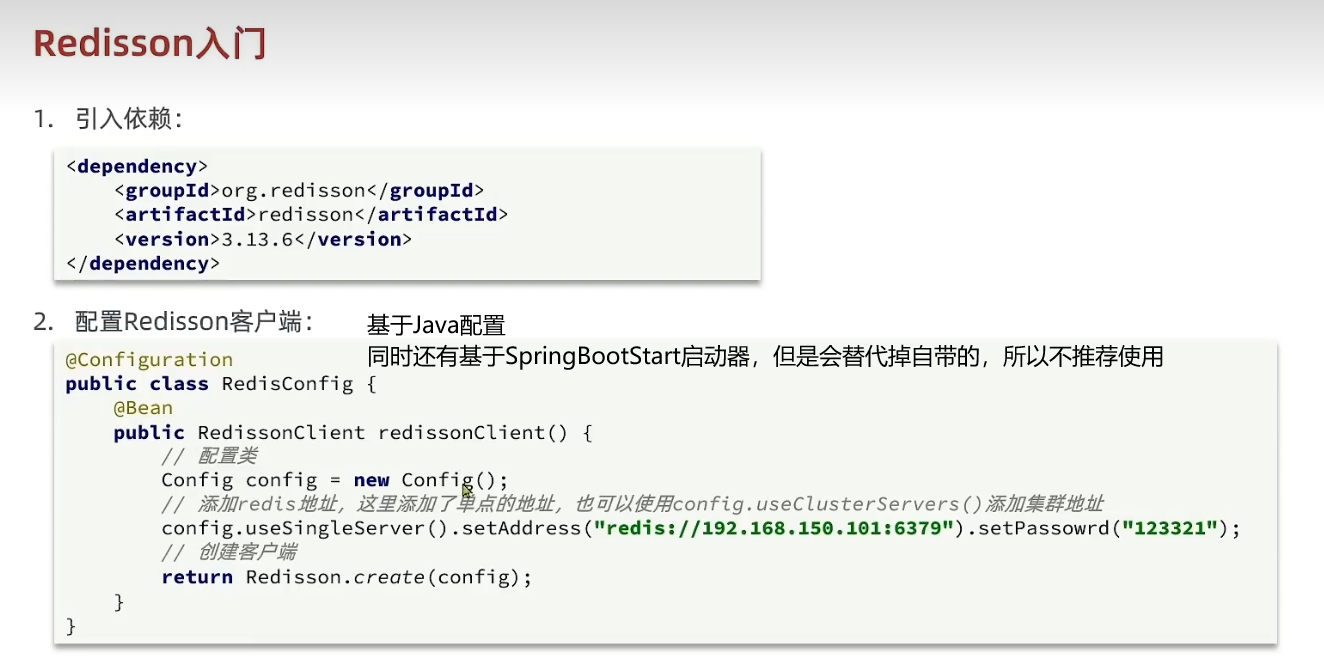 Redisson入门
1. 引入依赖：
<dependency>
    <groupId>org.redisson</groupId>
    <artifactId>redisson</artifactId>
    <version>3.13.6</version>
</dependency>
2. 配置Redisson客户端：
基于Java配置
同时还有基于SpringBootStart启动器，但是会替代掉自带的，所以不推荐使用
@Configuration
public class RedisConfig {
    @Bean
    public RedissonClient redissonClient() {
        // 配置类
        Config config = new Config();
        // 添加redis地址，这里添加了单点的地址，也可以使用config.useClusterServers()添加集群地址
        config.useSingleServer().setAddress("redis://192.168.150.101:6379").setPassowrd("123321");
        // 创建客户端
        return Redisson.create(config);
    }
}